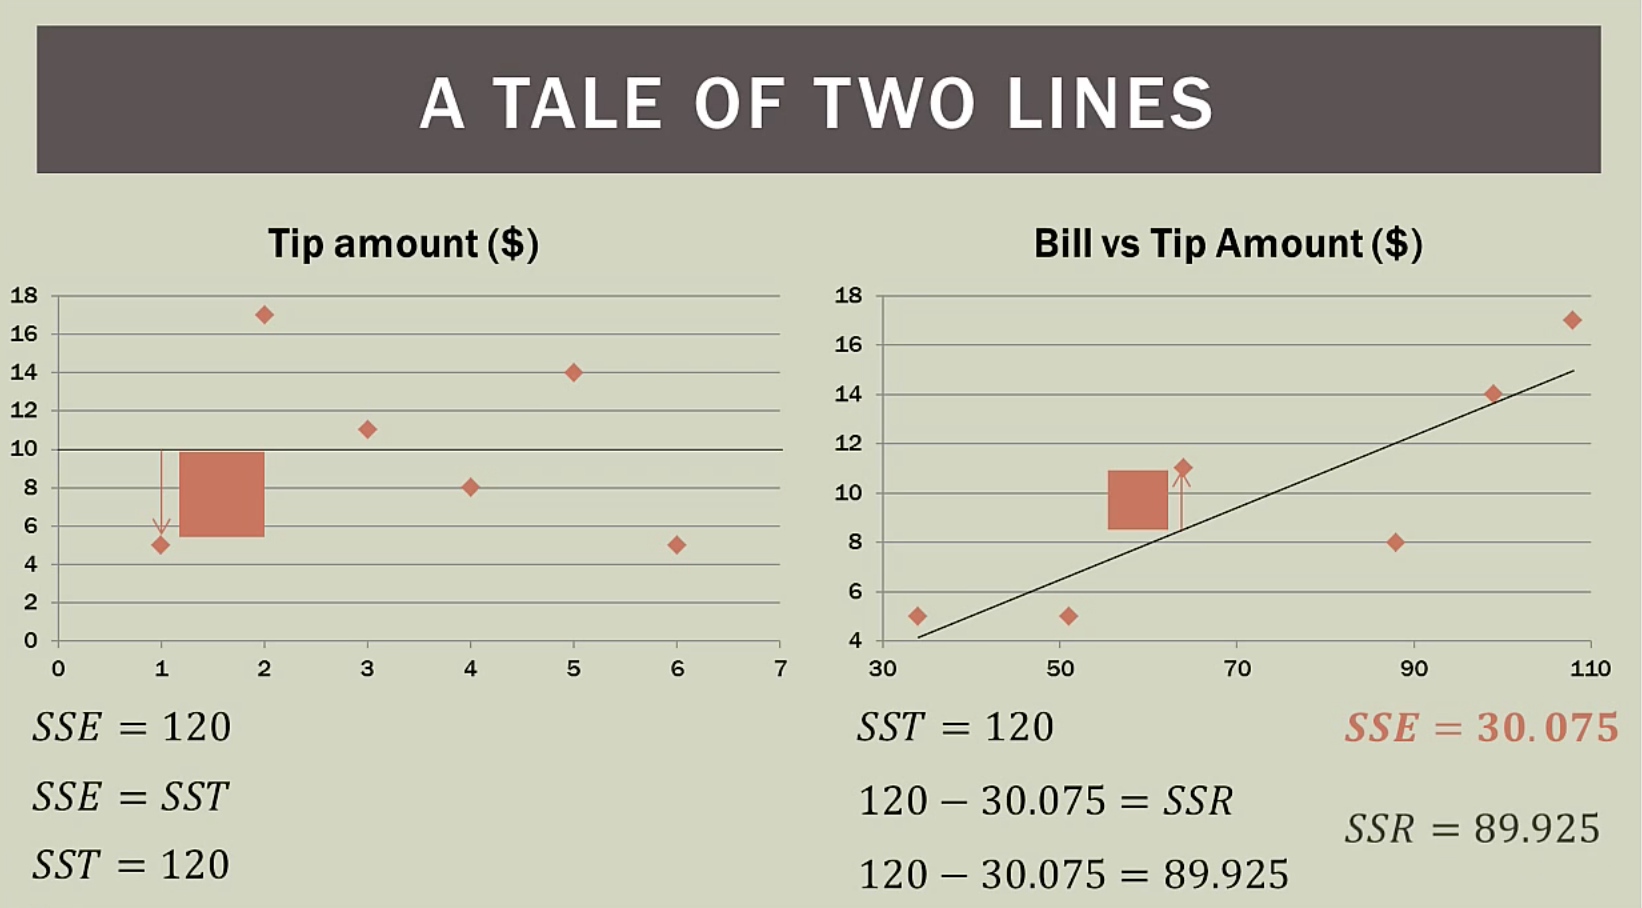 A TALE OF TWO LINES
Tip amount ($)
18
16
14
12
10
8
6
4
2
0
0 1 2 3 4 5 6 7
SSE = 120
SSE = SST
SST = 120
Bill vs Tip Amount ($)
18
16
14
12
10
8
6
4
30 50 70 90 110
SST = 120
SSE = 30.075
120 − 30.075 = SSR
SSR = 89.925
120 − 30.075 = 89.925